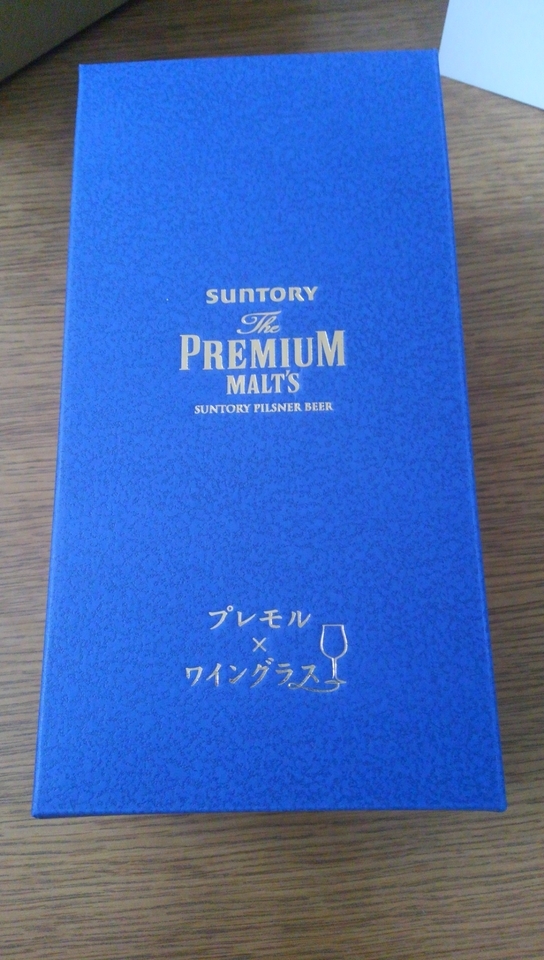 SUNTORY
The
PREMIUM
MALT'S
SUNTORY PILSNER BEER
プレモル
×
ワイングラス